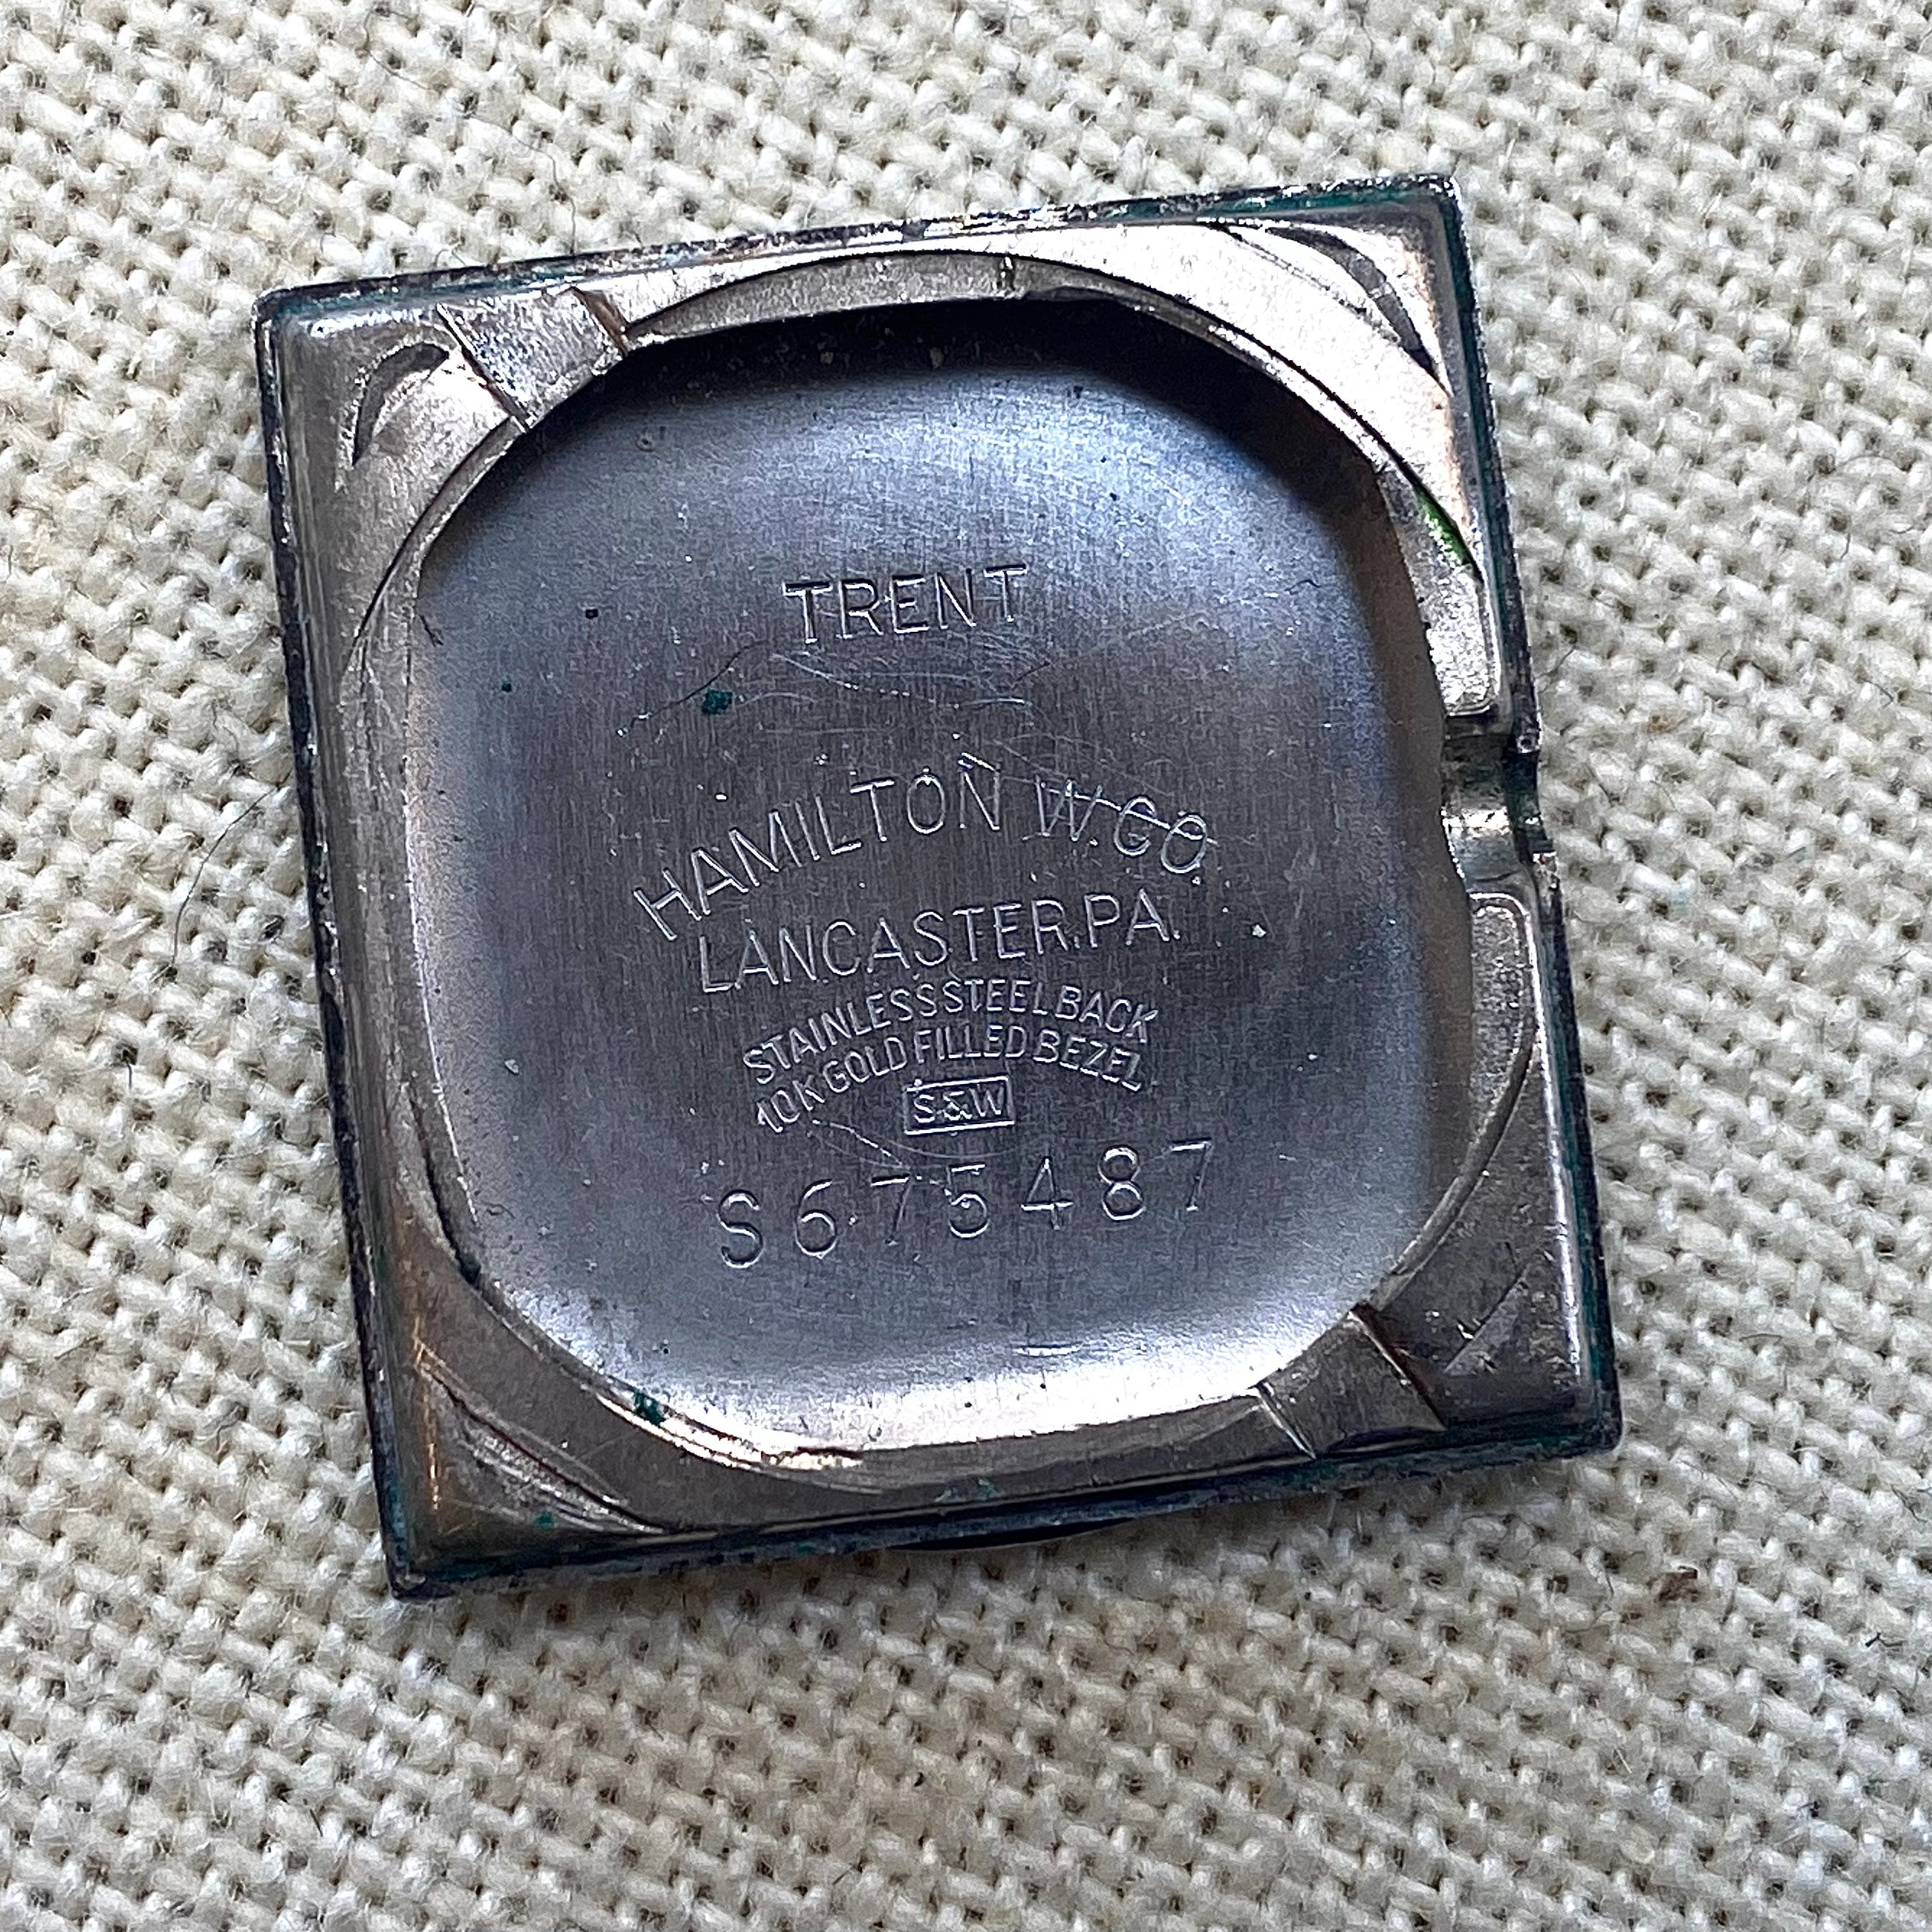 TRENT
HAMILTON W.CO.
LANCASTER,PA.
STAINLESS STEEL BACK
10K GOLD FILLED BEZEL
S&W
S675487